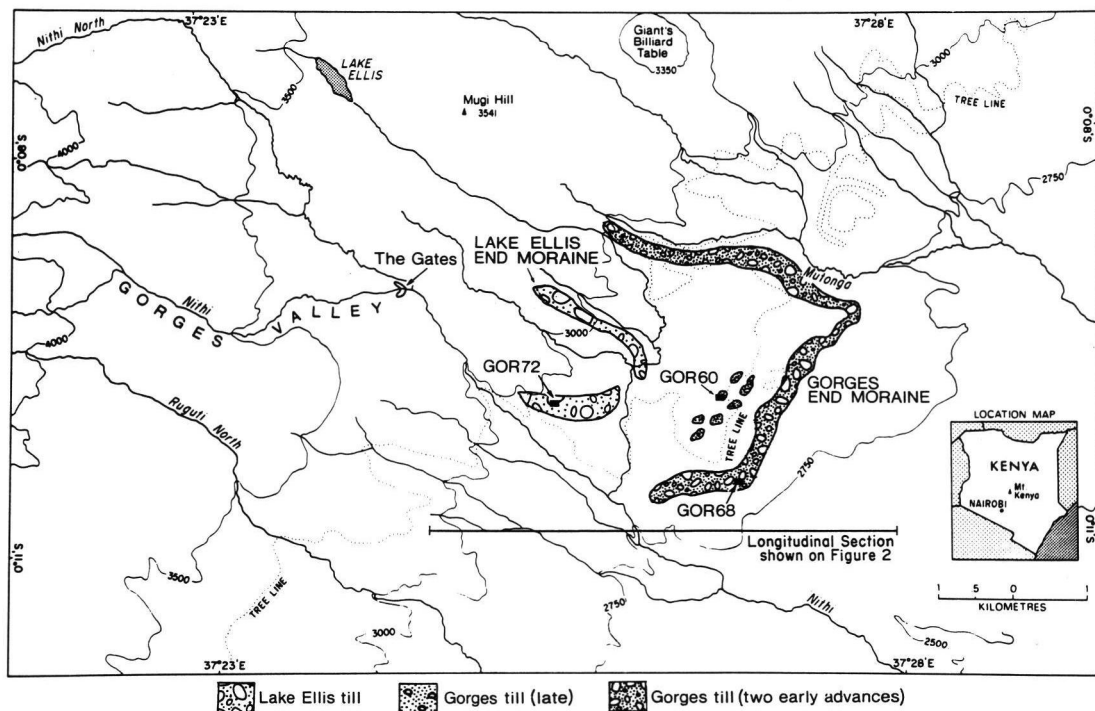 37°23'E
37°28'E
Nithi North
3500
LAKE ELLIS
Giant's
Billiard
Table
3350
3000
TREE LINE
Mugi Hill
3541
0°08'S
0°08'S
4000
2750
The Gates
LAKE ELLIS
END MORAINE
Mutonga
GORGES VALLEY
Nithi
3000
4000
GOR72
GOR60
GORGES
END MORAINE
TREE LINE
Ruguti North
2750
GOR68
LOCATION MAP
KENYA
Mt
Kenya
NAIROBI
Longitudinal Section
shown on Figure 2
0°11'S
0°11'S
3500
TREE LINE
2750
Nithi
3000
2500
1 5 0 1
KILOMETRES
37°23'E
37°28'E
Lake Ellis till
Gorges till (late)
Gorges till (two early advances)